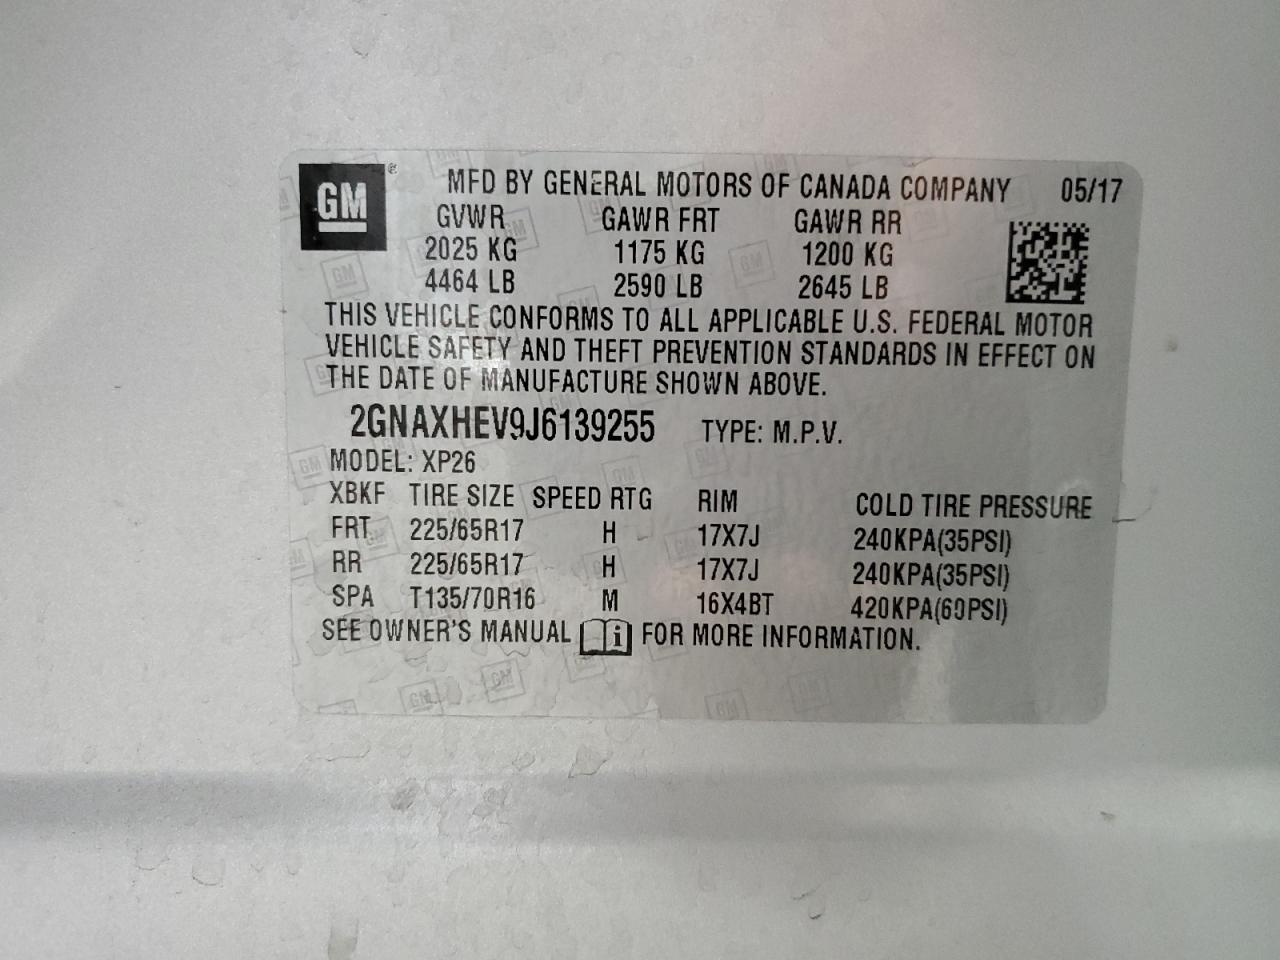 GM® MFD BY GENERAL MOTORS OF CANADA COMPANY 05/17
GVWR GAWR FRT GAWR RR
2025 KG 1175 KG 1200 KG
4464 LB 2590 LB 2645 LB
THIS VEHICLE CONFORMS TO ALL APPLICABLE U.S. FEDERAL MOTOR
VEHICLE SAFETY AND THEFT PREVENTION STANDARDS IN EFFECT ON
THE DATE OF MANUFACTURE SHOWN ABOVE.
2GNAXHEV9J6139255 TYPE: M.P.V.
MODEL: XP26
XBKF TIRE SIZE SPEED RTG RIM COLD TIRE PRESSURE
FRT 225/65R17 H 17X7J 240KPA(35PSI)
RR 225/65R17 H 17X7J 240KPA(35PSI)
SPA T135/70R16 M 16X4BT 420KPA(60PSI)
SEE OWNER'S MANUAL i FOR MORE INFORMATION.